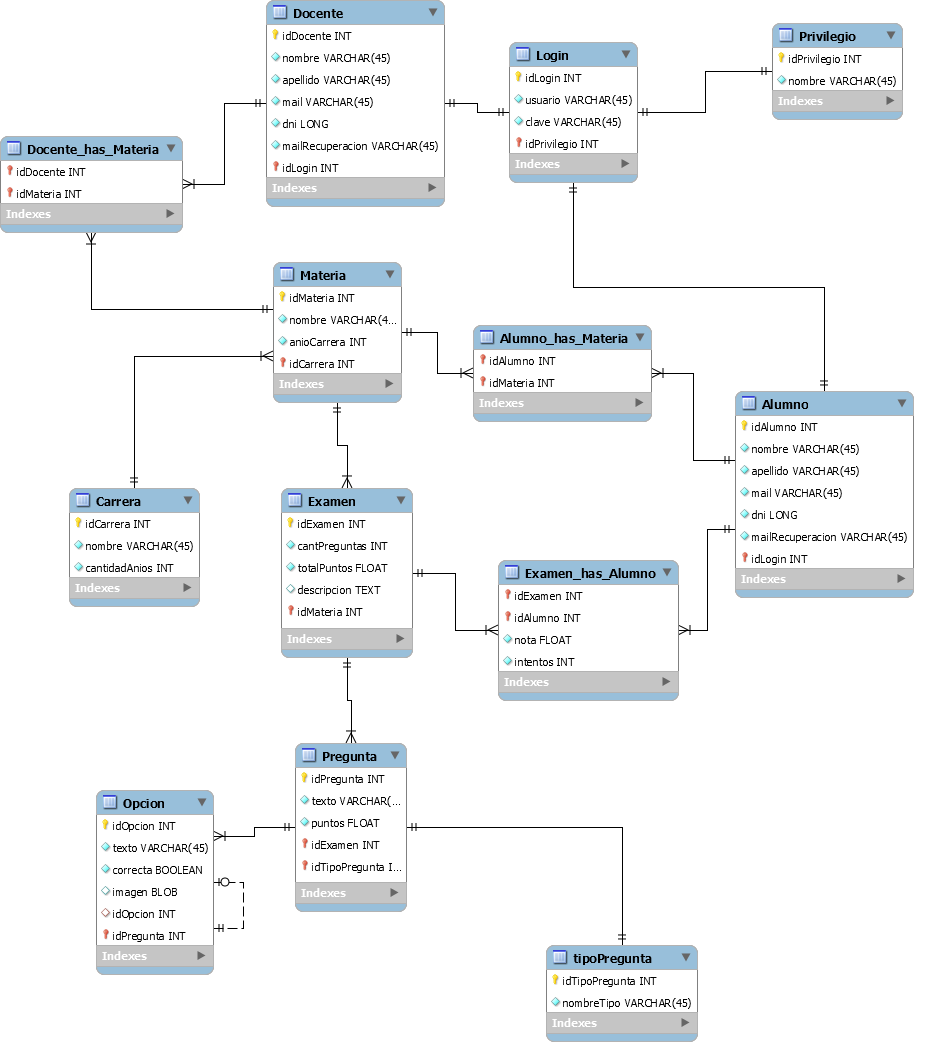 Docente
idDocente INT
nombre VARCHAR(45)
apellido VARCHAR(45)
mail VARCHAR(45)
dni LONG
mailRecuperacion VARCHAR(45)
idLogin INT
Indexes
Login
idLogin INT
usuario VARCHAR(45)
clave VARCHAR(45)
idPrivilegio INT
Indexes
Privilegio
idPrivilegio INT
nombre VARCHAR(45)
Indexes
Docente_has_Materia
idDocente INT
idMateria INT
Indexes
Materia
idMateria INT
nombre VARCHAR(4...
anioCarrera INT
idCarrera INT
Indexes
Alumno_has_Materia
idAlumno INT
idMateria INT
Indexes
Alumno
idAlumno INT
nombre VARCHAR(45)
apellido VARCHAR(45)
mail VARCHAR(45)
dni LONG
mailRecuperacion VARCHAR(45)
idLogin INT
Indexes
Carrera
idCarrera INT
nombre VARCHAR(45)
cantidadAnios INT
Indexes
Examen
idExamen INT
cantPreguntas INT
totalPuntos FLOAT
descripcion TEXT
idMateria INT
Indexes
Examen_has_Alumno
idExamen INT
idAlumno INT
nota FLOAT
intentos INT
Indexes
Pregunta
idPregunta INT
texto VARCHAR(...
puntos FLOAT
idExamen INT
idTipoPregunta I...
Indexes
Opcion
idOpcion INT
texto VARCHAR(45)
correcta BOOLEAN
imagen BLOB
idOpcion INT
idPregunta INT
Indexes
tipoPregunta
idTipoPregunta INT
nombreTipo VARCHAR(45)
Indexes